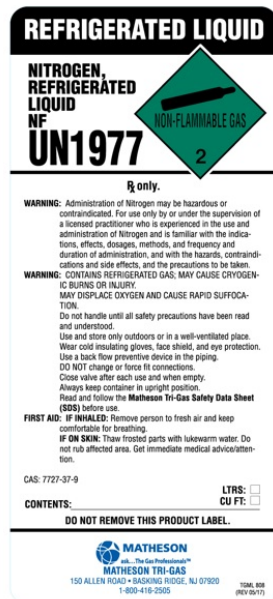 REFRIGERATED LIQUID
NITROGEN,
REFRIGERATED
LIQUID
NF
UN1977
NON-FLAMMABLE GAS
2
℞ only.
WARNING: Administration of Nitrogen may be hazardous or
contraindicated. For use only by or under the supervision of
a licensed practitioner who is experienced in the use and
administration of Nitrogen and is familiar with the indica-
tions, effects, dosages, methods, and frequency and
duration of administration, and with the hazards, contraindi-
cations and side effects, and the precautions to be taken.
WARNING: CONTAINS REFRIGERATED GAS; MAY CAUSE CRYOGEN-
IC BURNS OR INJURY.
MAY DISPLACE OXYGEN AND CAUSE RAPID SUFFOCA-
TION.
Do not handle until all safety precautions have been read
and understood.
Use and store only outdoors or in a well-ventilated place.
Wear cold insulating gloves, face shield, and eye protection.
Use a back flow preventive device in the piping.
DO NOT change or force fit connections.
Close valve after each use and when empty.
Always keep container in upright position.
Read and follow the Matheson Tri-Gas Safety Data Sheet
(SDS) before use.
FIRST AID: IF INHALED: Remove person to fresh air and keep
comfortable for breathing.
IF ON SKIN: Thaw frosted parts with lukewarm water. Do
not rub affected area. Get immediate medical advice/atten-
tion.
CAS: 7727-37-9
LTRS:
CONTENTS: CU FT:
DO NOT REMOVE THIS PRODUCT LABEL.
MATHESON
ask...The Gas Professionals™
MATHESON TRI-GAS
150 ALLEN ROAD • BASKING RIDGE, NJ 07920
1-800-416-2505
TGML 808
(REV 05/17)